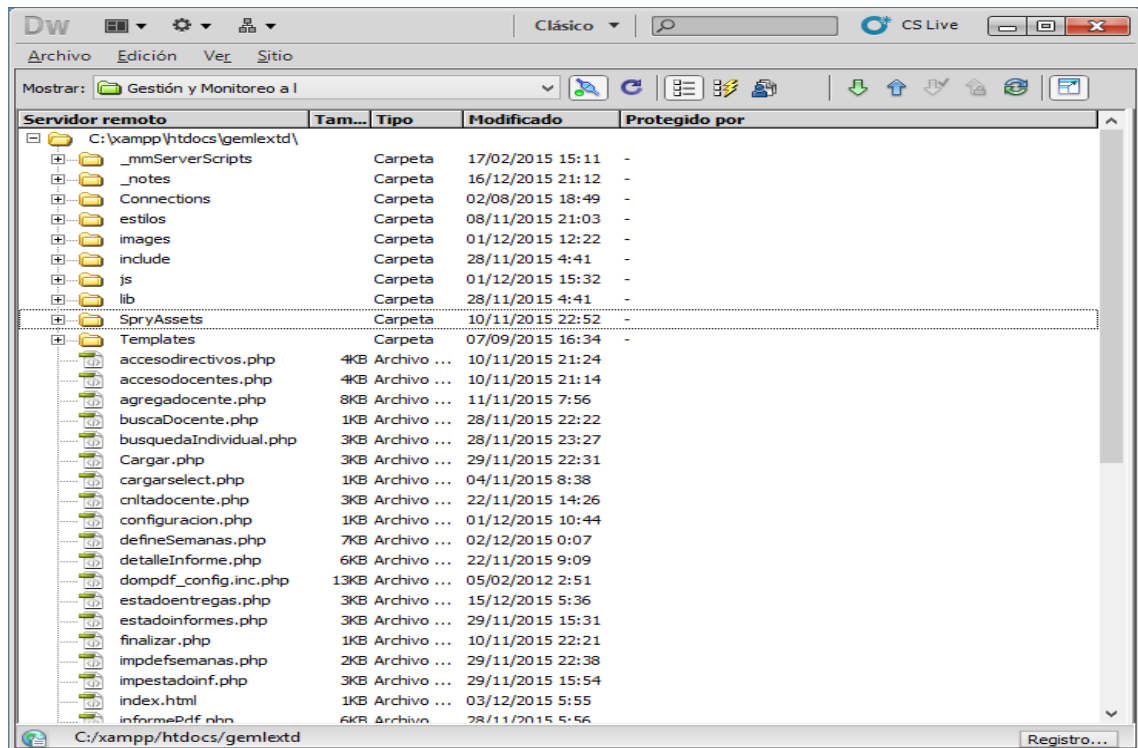 Dw Clásico CS Live
Archivo Edición Ver Sitio
Mostrar: Gestión y Monitoreo a l
Servidor remoto Tam... Tipo Modificado Protegido por
C:\xampp\htdocs\gemlextd\
_mmServerScripts Carpeta 17/02/2015 15:11 -
_notes Carpeta 16/12/2015 21:12 -
Connections Carpeta 02/08/2015 18:49 -
estilos Carpeta 08/11/2015 21:03 -
images Carpeta 01/12/2015 12:22 -
include Carpeta 28/11/2015 4:41 -
js Carpeta 01/12/2015 15:32 -
lib Carpeta 28/11/2015 4:41 -
SpryAssets Carpeta 10/11/2015 22:52 -
Templates Carpeta 07/09/2015 16:34 -
accesodirectivos.php 4KB Archivo ... 10/11/2015 21:24
accesodocentes.php 4KB Archivo ... 10/11/2015 21:14
agregadocente.php 8KB Archivo ... 11/11/2015 7:56
buscaDocente.php 1KB Archivo ... 28/11/2015 22:22
busquedaIndividual.php 3KB Archivo ... 28/11/2015 23:27
Cargar.php 3KB Archivo ... 29/11/2015 22:31
cargarselect.php 1KB Archivo ... 04/11/2015 8:38
cnltadocente.php 3KB Archivo ... 22/11/2015 14:26
configuracion.php 1KB Archivo ... 01/12/2015 10:44
defineSemanas.php 7KB Archivo ... 02/12/2015 0:07
detalleInforme.php 6KB Archivo ... 22/11/2015 9:09
dompdf_config.inc.php 13KB Archivo ... 05/02/2012 2:51
estadoentregas.php 3KB Archivo ... 15/12/2015 5:36
estadoinformes.php 3KB Archivo ... 29/11/2015 15:31
finalizar.php 1KB Archivo ... 10/11/2015 22:21
impdefsemanas.php 2KB Archivo ... 29/11/2015 22:38
impestadoinf.php 3KB Archivo ... 29/11/2015 15:54
index.html 1KB Archivo ... 03/12/2015 5:55
informePdf.php 6KB Archivo 28/11/2015 5:56
C:/xampp/htdocs/gemlextd Registro...